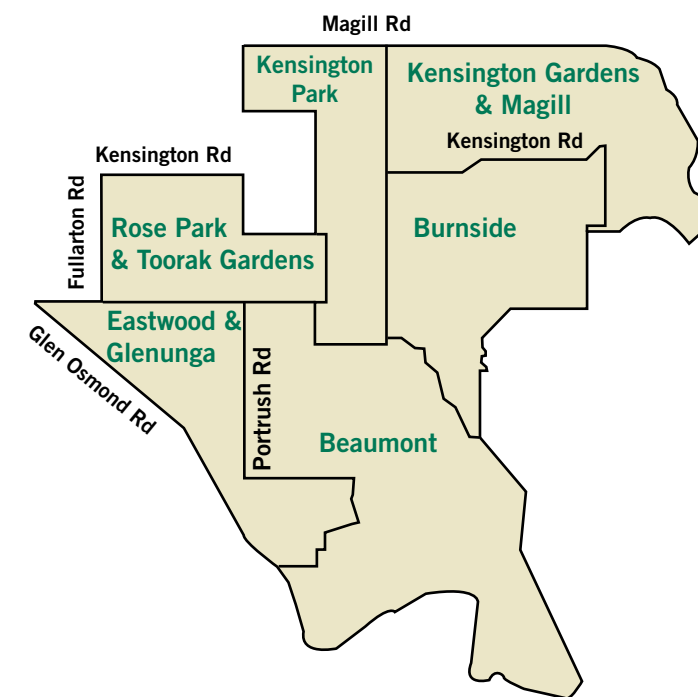 Magill Rd
Kensington
Park
Kensington Gardens
& Magill
Kensington Rd
Kensington Rd
Fullarton Rd
Rose Park
& Toorak Gardens
Burnside
Eastwood &
Glenunga
Glen Osmond Rd
Portrush Rd
Beaumont